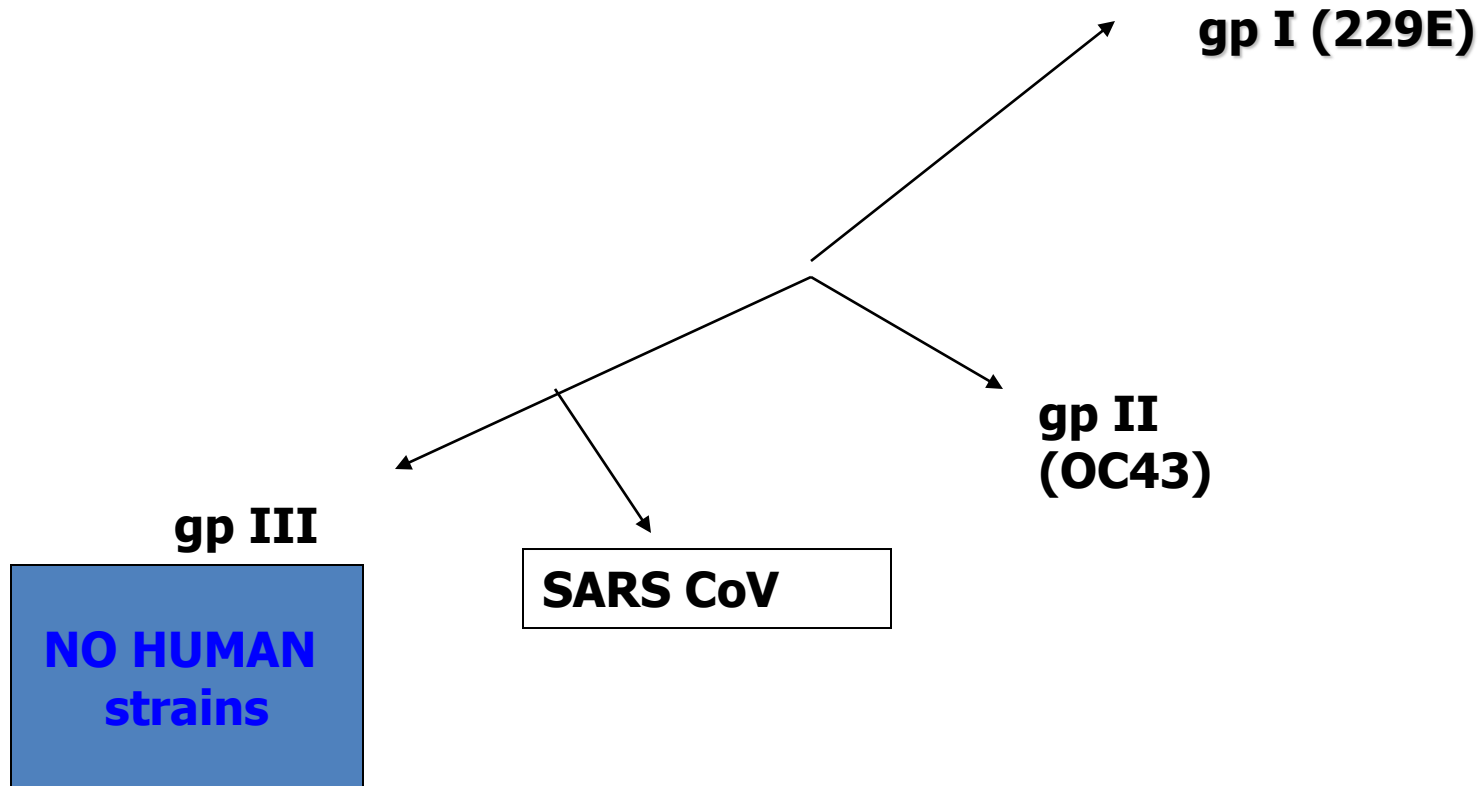 gp I (229E)
gp II
(OC43)
gp III
SARS CoV
NO HUMAN
strains